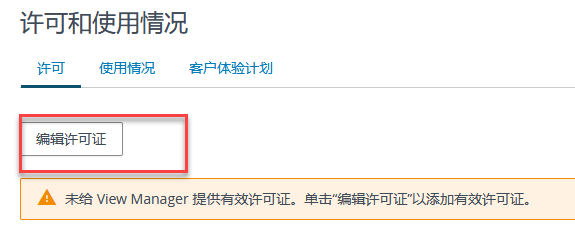 许可和使用情况
许可 使用情况 客户体验计划
编辑许可证
未给 View Manager 提供有效许可证。单击“编辑许可证”以添加有效许可证。